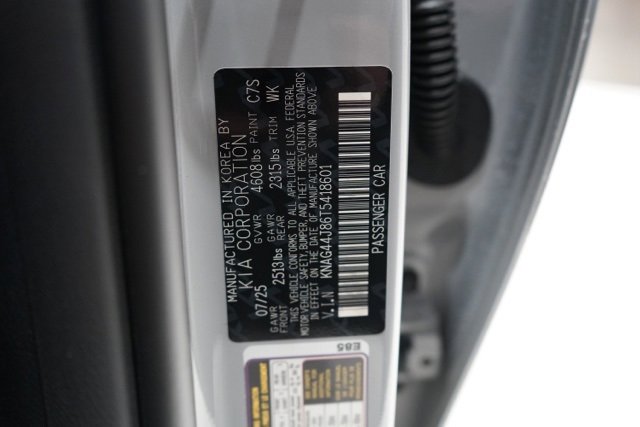 MANUFACTURED IN KOREA BY
KIA CORPORATION
07/25 GVWR 4608lbs PAINT C7S
GAWR FRONT 2513lbs GAWR REAR 2315lbs TRIM WK
THIS VEHICLE CONFORMS TO ALL APPLICABLE U.S.A. FEDERAL
MOTOR VEHICLE SAFETY, BUMPER, AND THEFT PREVENTION STANDARDS
IN EFFECT ON THE DATE OF MANUFACTURE SHOWN ABOVE
V.I.N KNAG44J86T5418601
PASSENGER CAR
E85